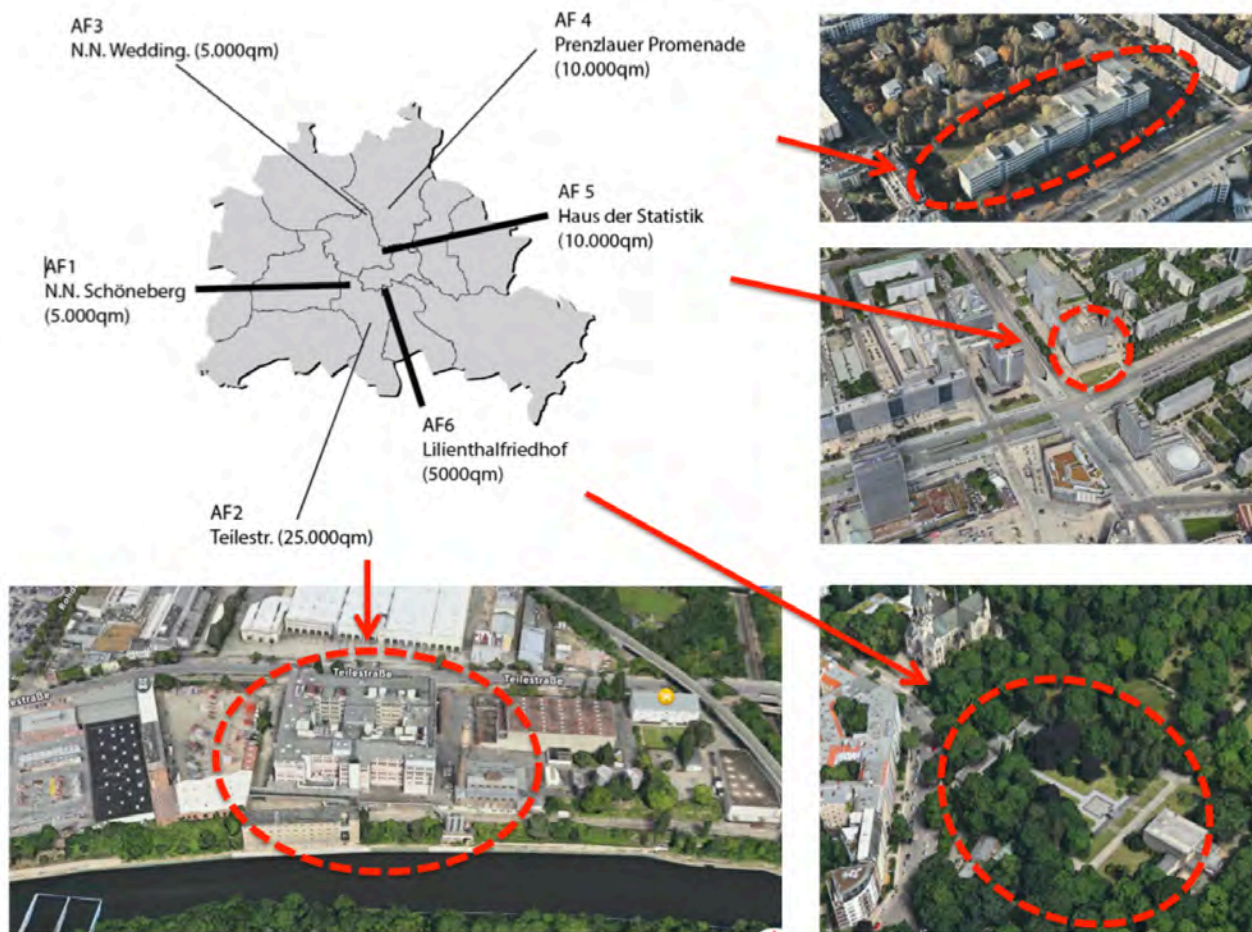 AF3
N.N. Wedding. (5.000qm)
AF 4
Prenzlauer Promenade
(10.000qm)
AF 5
Haus der Statistik
(10.000qm)
AF1
N.N. Schöneberg
(5.000qm)
AF6
Lilienthalfriedhof
(5000qm)
AF2
Teilestr. (25.000qm)
Teilestraße
Teilestraße
estraße